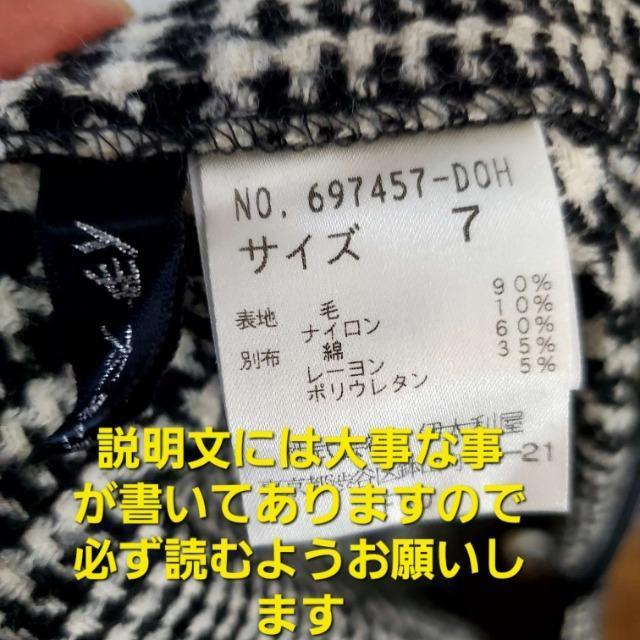 NO. 697457-DOH
サイズ 7
表地 毛 90%
ナイロン 10%
別布 綿 60%
レーヨン 35%
ポリウレタン 5%
伊太利屋
-21
説明文には大事な事
が書いてありますので
必ず読むようお願いし
ます